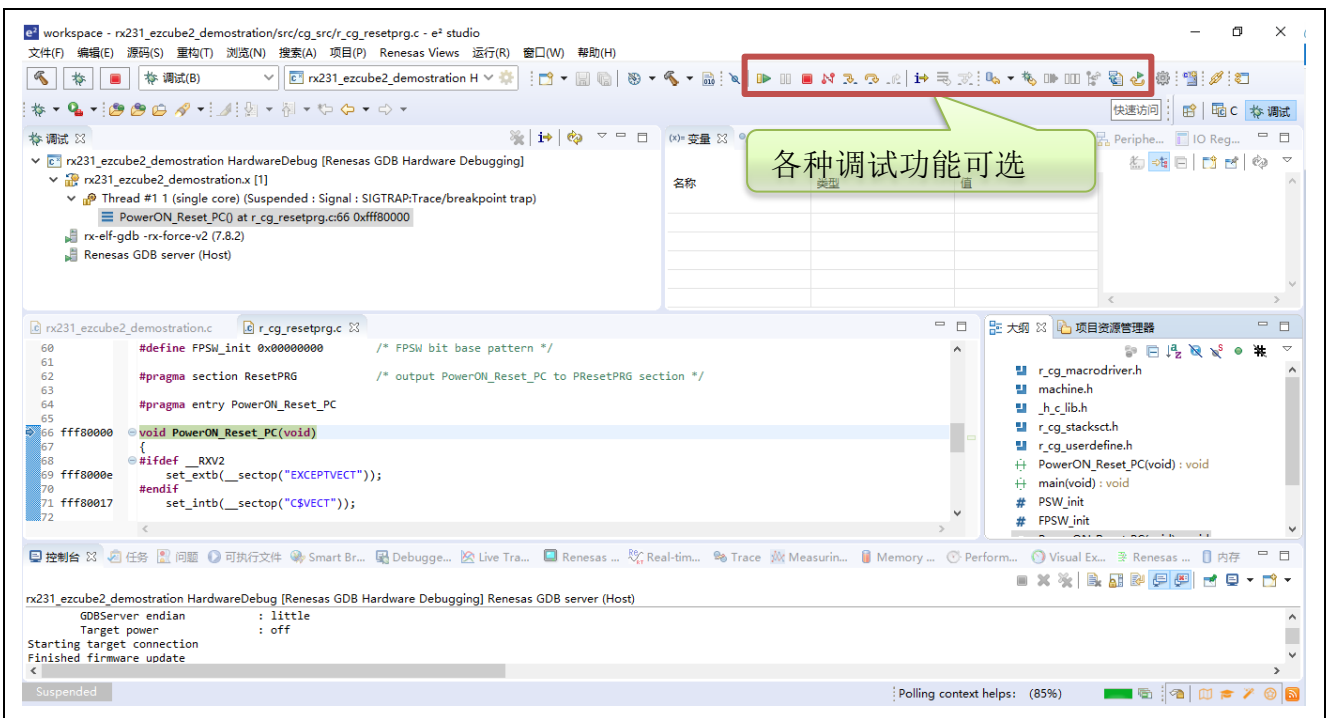 workspace - rx231_ezcube2_demostration/src/cg_src/r_cg_resetprg.c - e² studio
文件(F) 编辑(E) 源码(S) 重构(T) 浏览(N) 搜索(A) 项目(P) Renesas Views 运行(R) 窗口(W) 帮助(H)
调试(B) rx231_ezcube2_demostration H
快速访问 C 调试
调试 变量 Periphe... IO Reg...
各种调试功能可选
rx231_ezcube2_demostration HardwareDebug [Renesas GDB Hardware Debugging]
rx231_ezcube2_demostration.x [1]
名称 类型 值
Thread #1 1 (single core) (Suspended : Signal : SIGTRAP:Trace/breakpoint trap)
PowerON_Reset_PC() at r_cg_resetprg.c:66 0xfff80000
rx-elf-gdb -rx-force-v2 (7.8.2)
Renesas GDB server (Host)
rx231_ezcube2_demostration.c r_cg_resetprg.c 大纲 项目资源管理器
60 #define FPSW_init 0x00000000 /* FPSW bit base pattern */
61
62 #pragma section ResetPRG /* output PowerON_Reset_PC to PResetPRG section */
63
64 #pragma entry PowerON_Reset_PC
65
66 fff80000 void PowerON_Reset_PC(void)
67 {
68 #ifdef __RXV2
69 fff8000e set_extb(__sectop("EXCEPTVECT"));
70 #endif
71 fff80017 set_intb(__sectop("C$VECT"));
72
r_cg_macrodriver.h
machine.h
_h_c_lib.h
r_cg_stacksct.h
r_cg_userdefine.h
PowerON_Reset_PC(void) : void
main(void) : void
PSW_init
FPSW_init
控制台 任务 问题 可执行文件 Smart Br... Debugge... Live Tra... Renesas ... Real-tim... Trace Measurin... Memory ... Perform... Visual Ex... Renesas ... 内存
rx231_ezcube2_demostration HardwareDebug [Renesas GDB Hardware Debugging] Renesas GDB server (Host)
GDBServer endian : little
Target power : off
Starting target connection
Finished firmware update
Suspended Polling context helps: (85%)